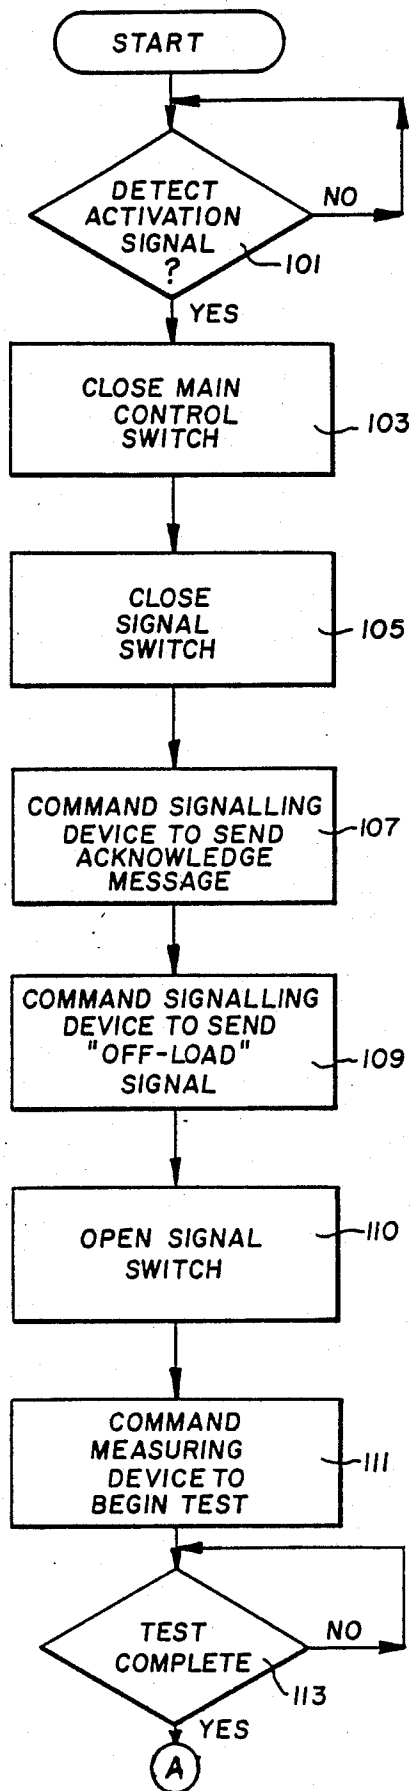 START
DETECT
ACTIVATION
SIGNAL
?
101
NO
YES
CLOSE MAIN
CONTROL
SWITCH
103
CLOSE
SIGNAL
SWITCH
105
COMMAND SIGNALLING
DEVICE TO SEND
ACKNOWLEDGE
MESSAGE
107
COMMAND SIGNALLING
DEVICE TO SEND
"OFF-LOAD"
SIGNAL
109
OPEN SIGNAL
SWITCH
110
COMMAND
MEASURING
DEVICE TO
BEGIN TEST
111
TEST
COMPLETE
113
NO
YES
A